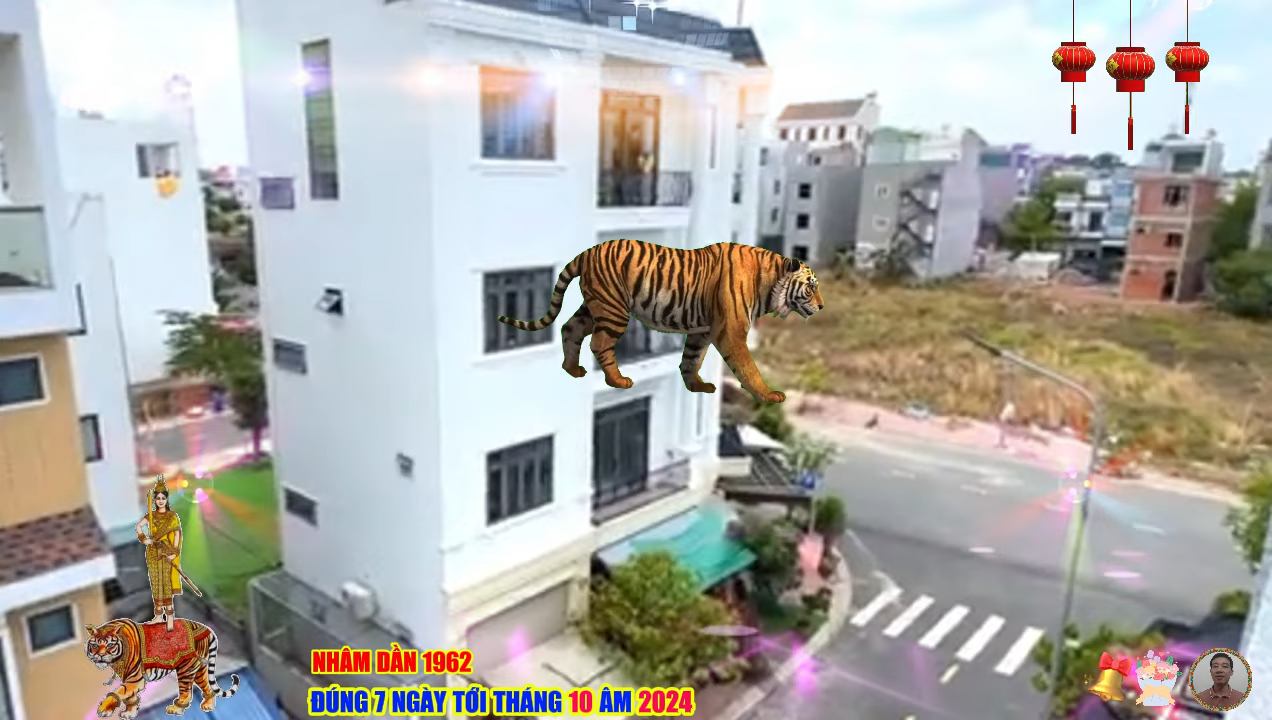 NHÂM DẦN 1962
ĐÚNG 7 NGÀY TỚI THÁNG 10 ÂM 2024